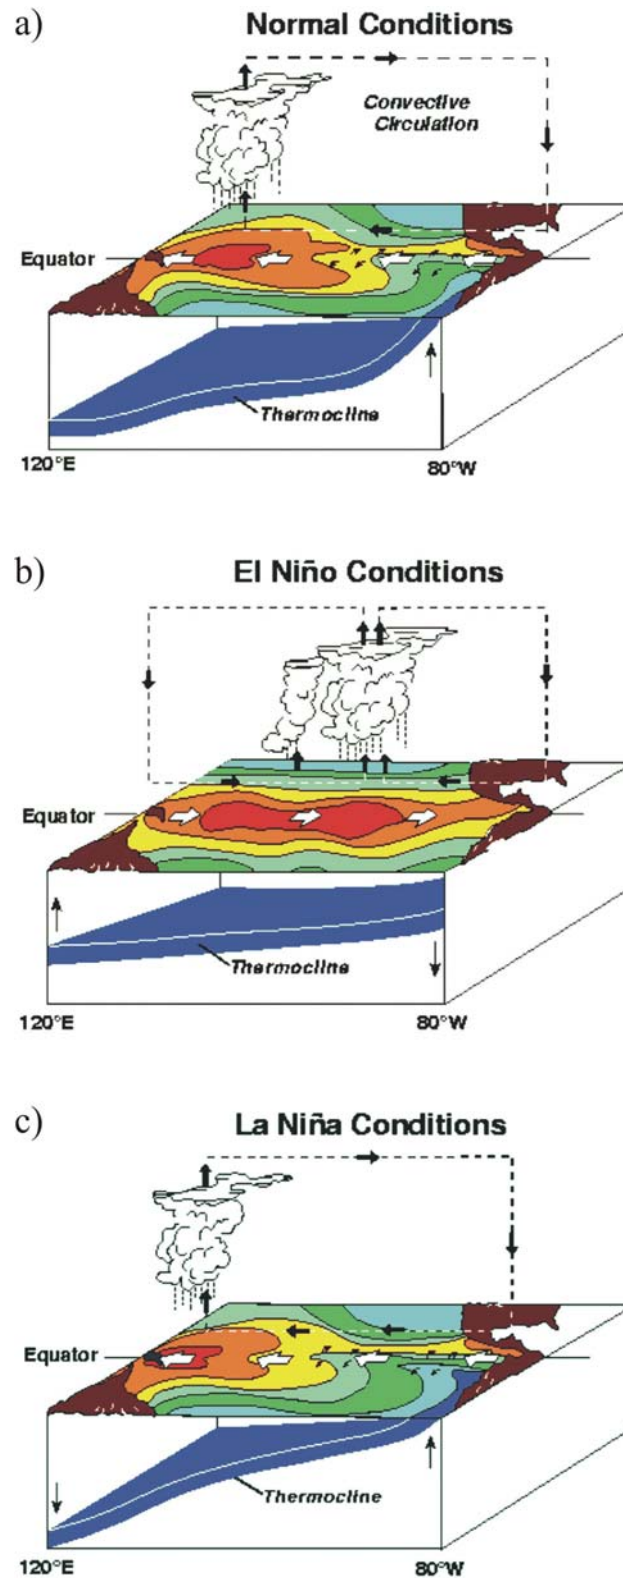 a)
Normal Conditions
Convective
Circulation
Equator
Thermocline
120°E
80°W
b)
El Niño Conditions
Equator
Thermocline
120°E
80°W
c)
La Niña Conditions
Equator
Thermocline
120°E
80°W